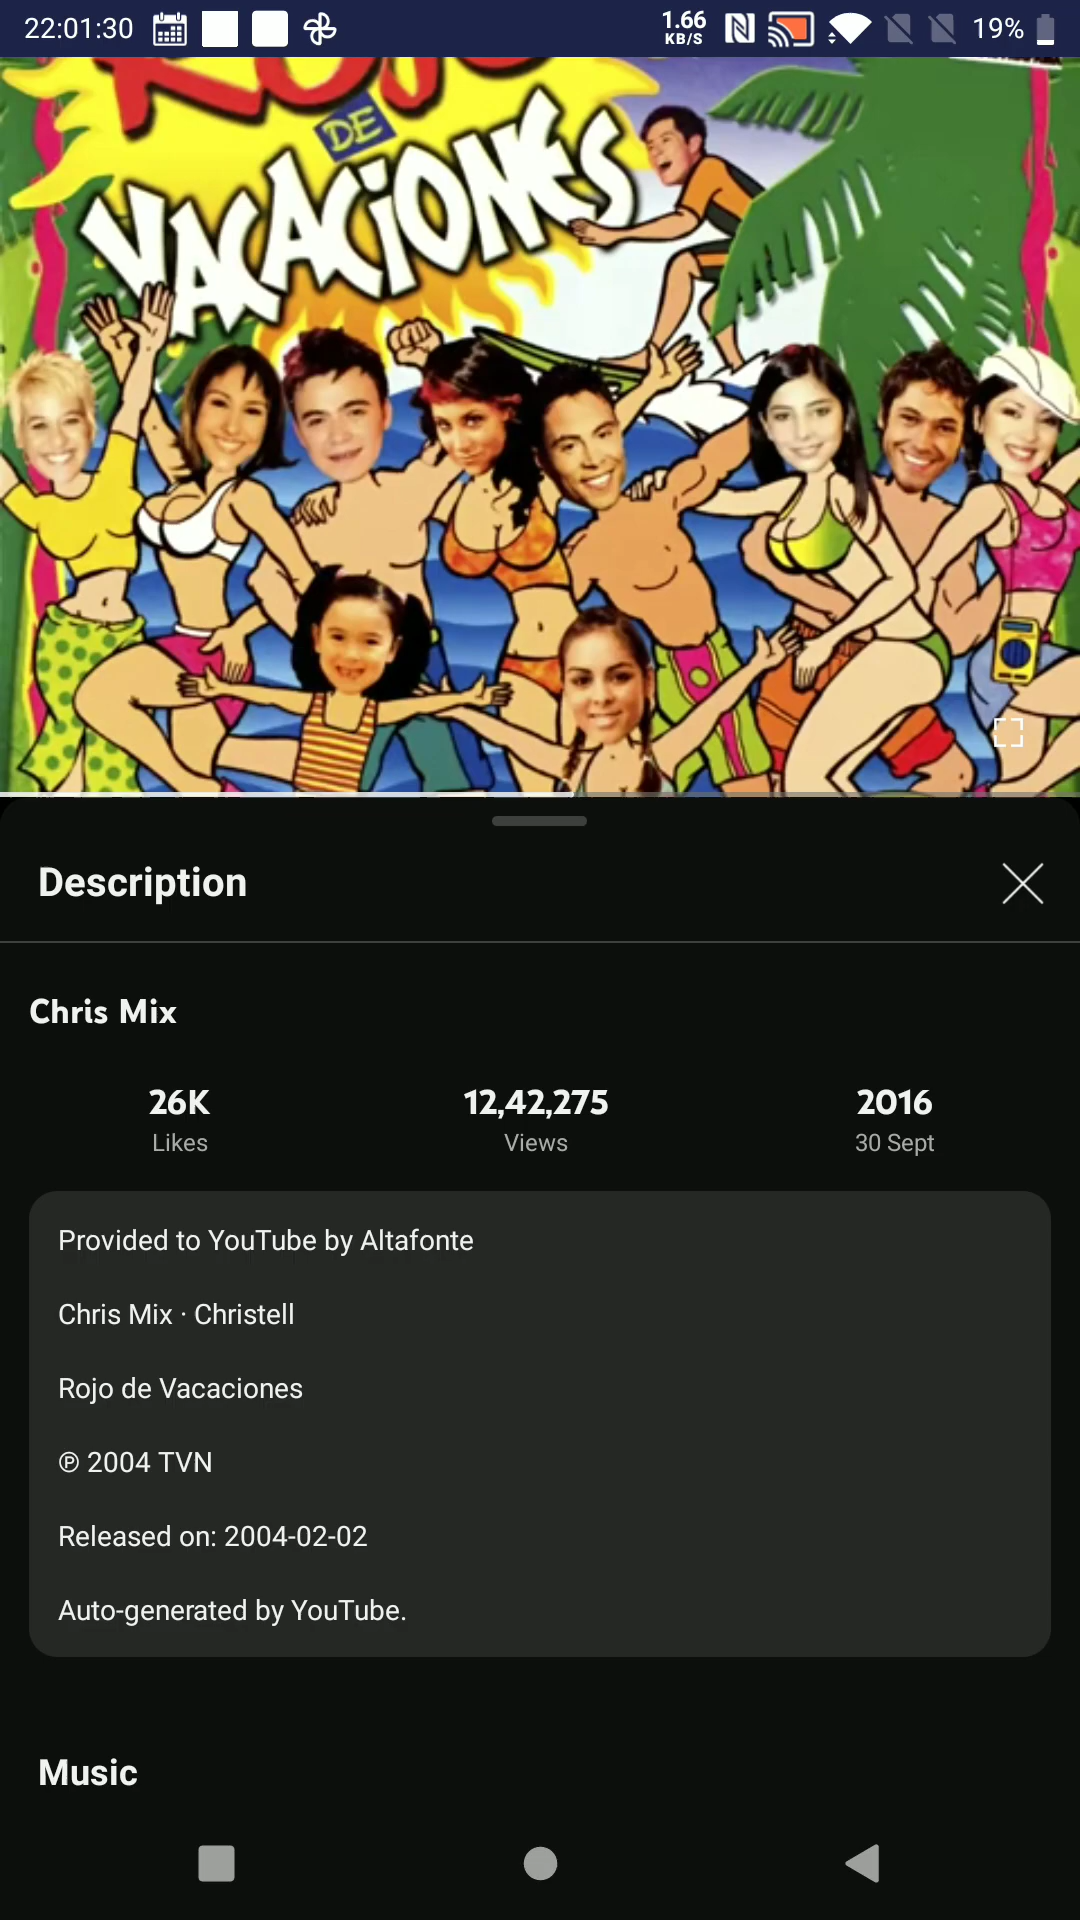 22:01:30
1.66
KB/S
19%
ROJO
DE
VACACIONES
Description
Chris Mix
26K
12,42,275
2016
Likes
Views
30 Sept
Provided to YouTube by Altafonte
Chris Mix · Christell
Rojo de Vacaciones
℗ 2004 TVN
Released on: 2004-02-02
Auto-generated by YouTube.
Music